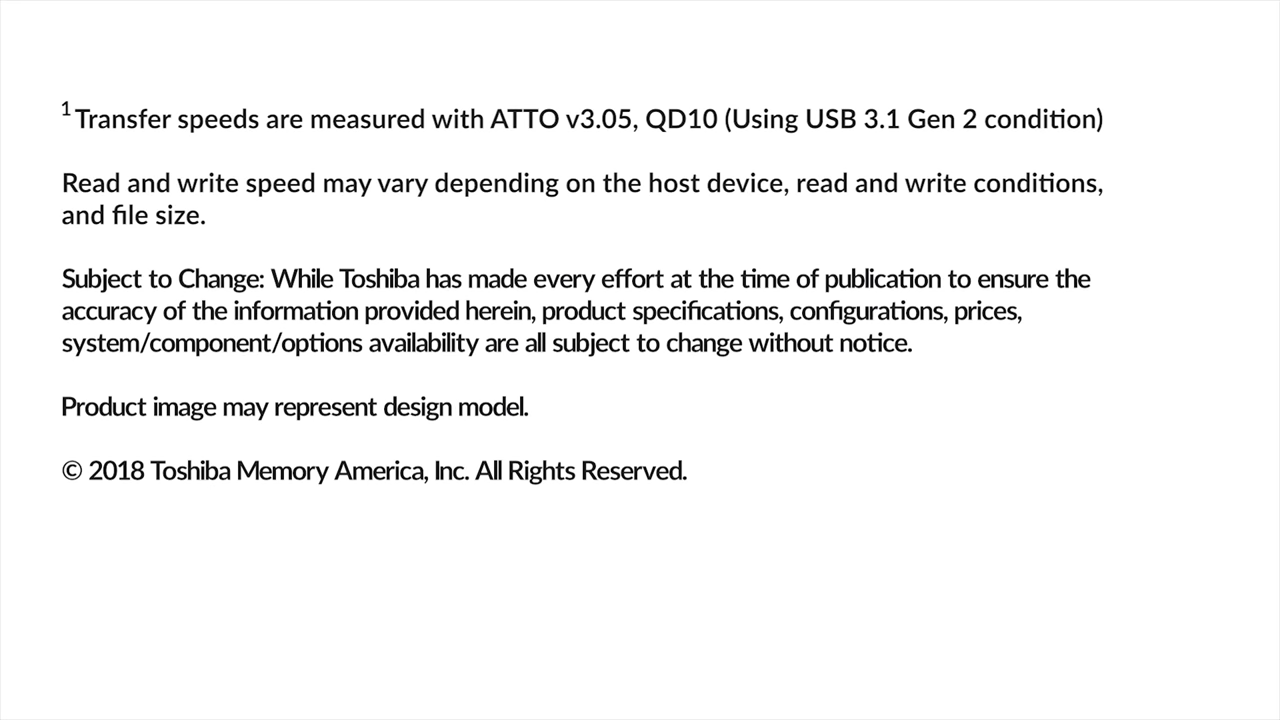 ¹Transfer speeds are measured with ATTO v3.05, QD10 (Using USB 3.1 Gen 2 condition)
Read and write speed may vary depending on the host device, read and write conditions,
and file size.
Subject to Change: While Toshiba has made every effort at the time of publication to ensure the
accuracy of the information provided herein, product specifications, configurations, prices,
system/component/options availability are all subject to change without notice.
Product image may represent design model.
© 2018 Toshiba Memory America, Inc. All Rights Reserved.